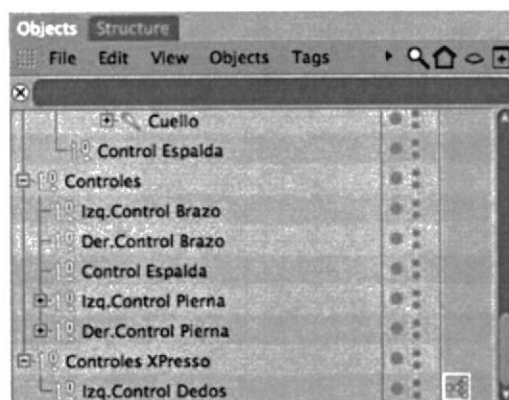 Objects Structure
File Edit View Objects Tags
Cuello
Control Espalda
Controles
Izq.Control Brazo
Der.Control Brazo
Control Espalda
Izq.Control Pierna
Der.Control Pierna
Controles XPresso
Izq.Control Dedos